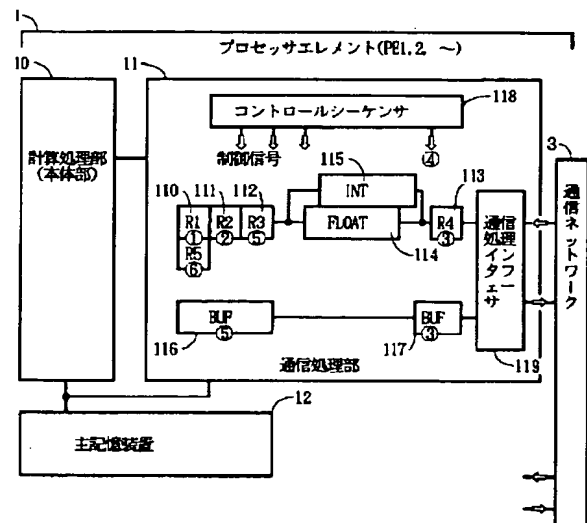 1
プロセッサエレメント(PE1.2. ～)
10
11
計算処理部
(本体部)
コントロールシーケンサ
118
制御信号
④
3
115
110
111
112
INT
113
R1
①
R2
②
R3
⑤
FLOAT
R4
③
R5
⑥
114
通信処理インタフェーサ
通信ネットワーク
BUF
⑤
BUF
③
116
117
通信処理部
119
12
主記憶装置